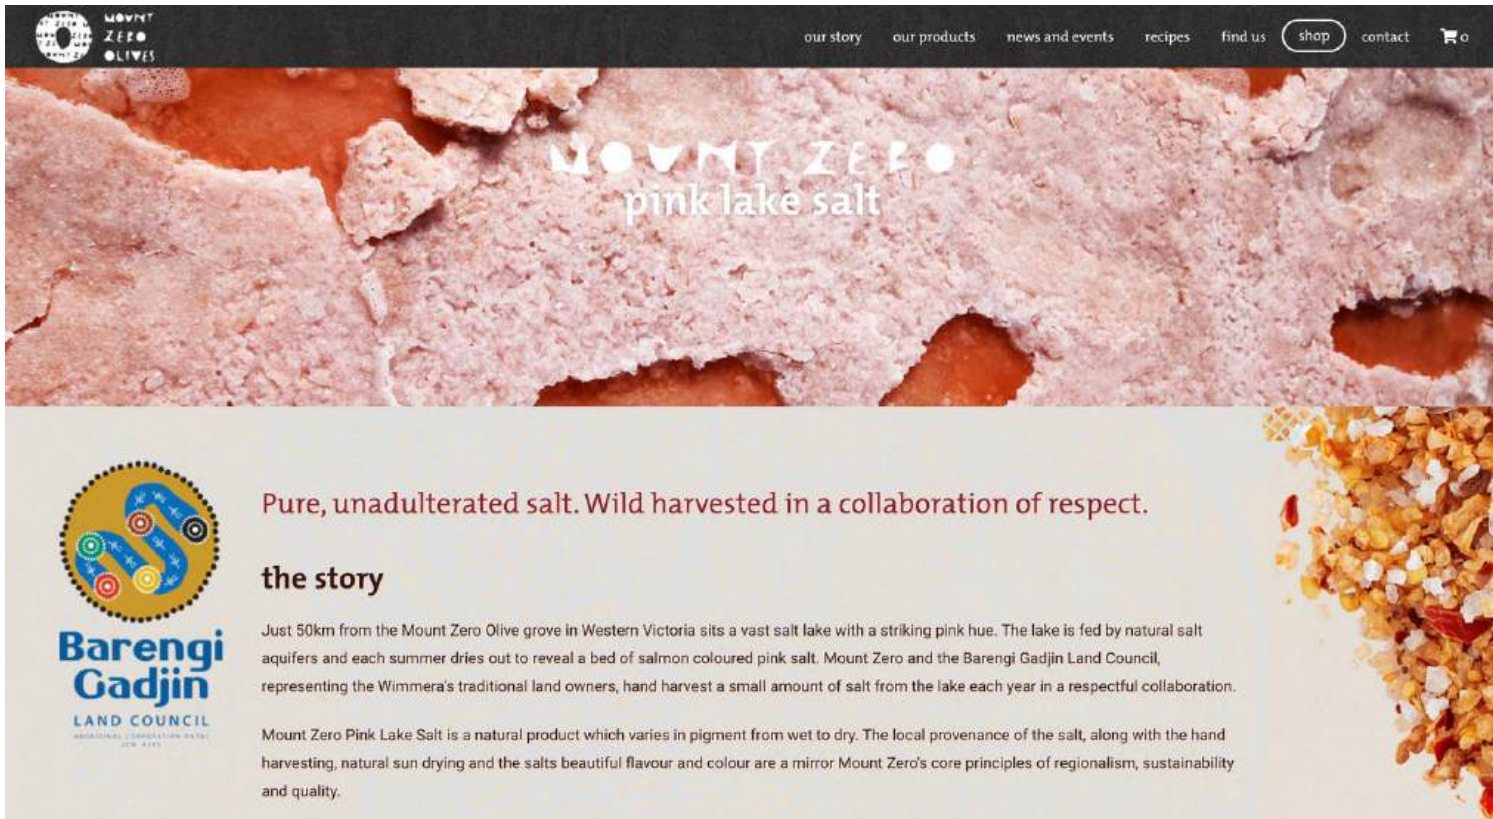 MOUNT
ZERO
OLIVES
our story our products news and events recipes find us shop contact 0
MOUNT ZERO
pink lake salt
Pure, unadulterated salt. Wild harvested in a collaboration of respect.
the story
Just 50km from the Mount Zero Olive grove in Western Victoria sits a vast salt lake with a striking pink hue. The lake is fed by natural salt
aquifers and each summer dries out to reveal a bed of salmon coloured pink salt. Mount Zero and the Barengi Gadjin Land Council,
representing the Wimmera's traditional land owners, hand harvest a small amount of salt from the lake each year in a respectful collaboration.
Mount Zero Pink Lake Salt is a natural product which varies in pigment from wet to dry. The local provenance of the salt, along with the hand
harvesting, natural sun drying and the salts beautiful flavour and colour are a mirror Mount Zero's core principles of regionalism, sustainability
and quality.
Barengi
Gadjin
LAND COUNCIL